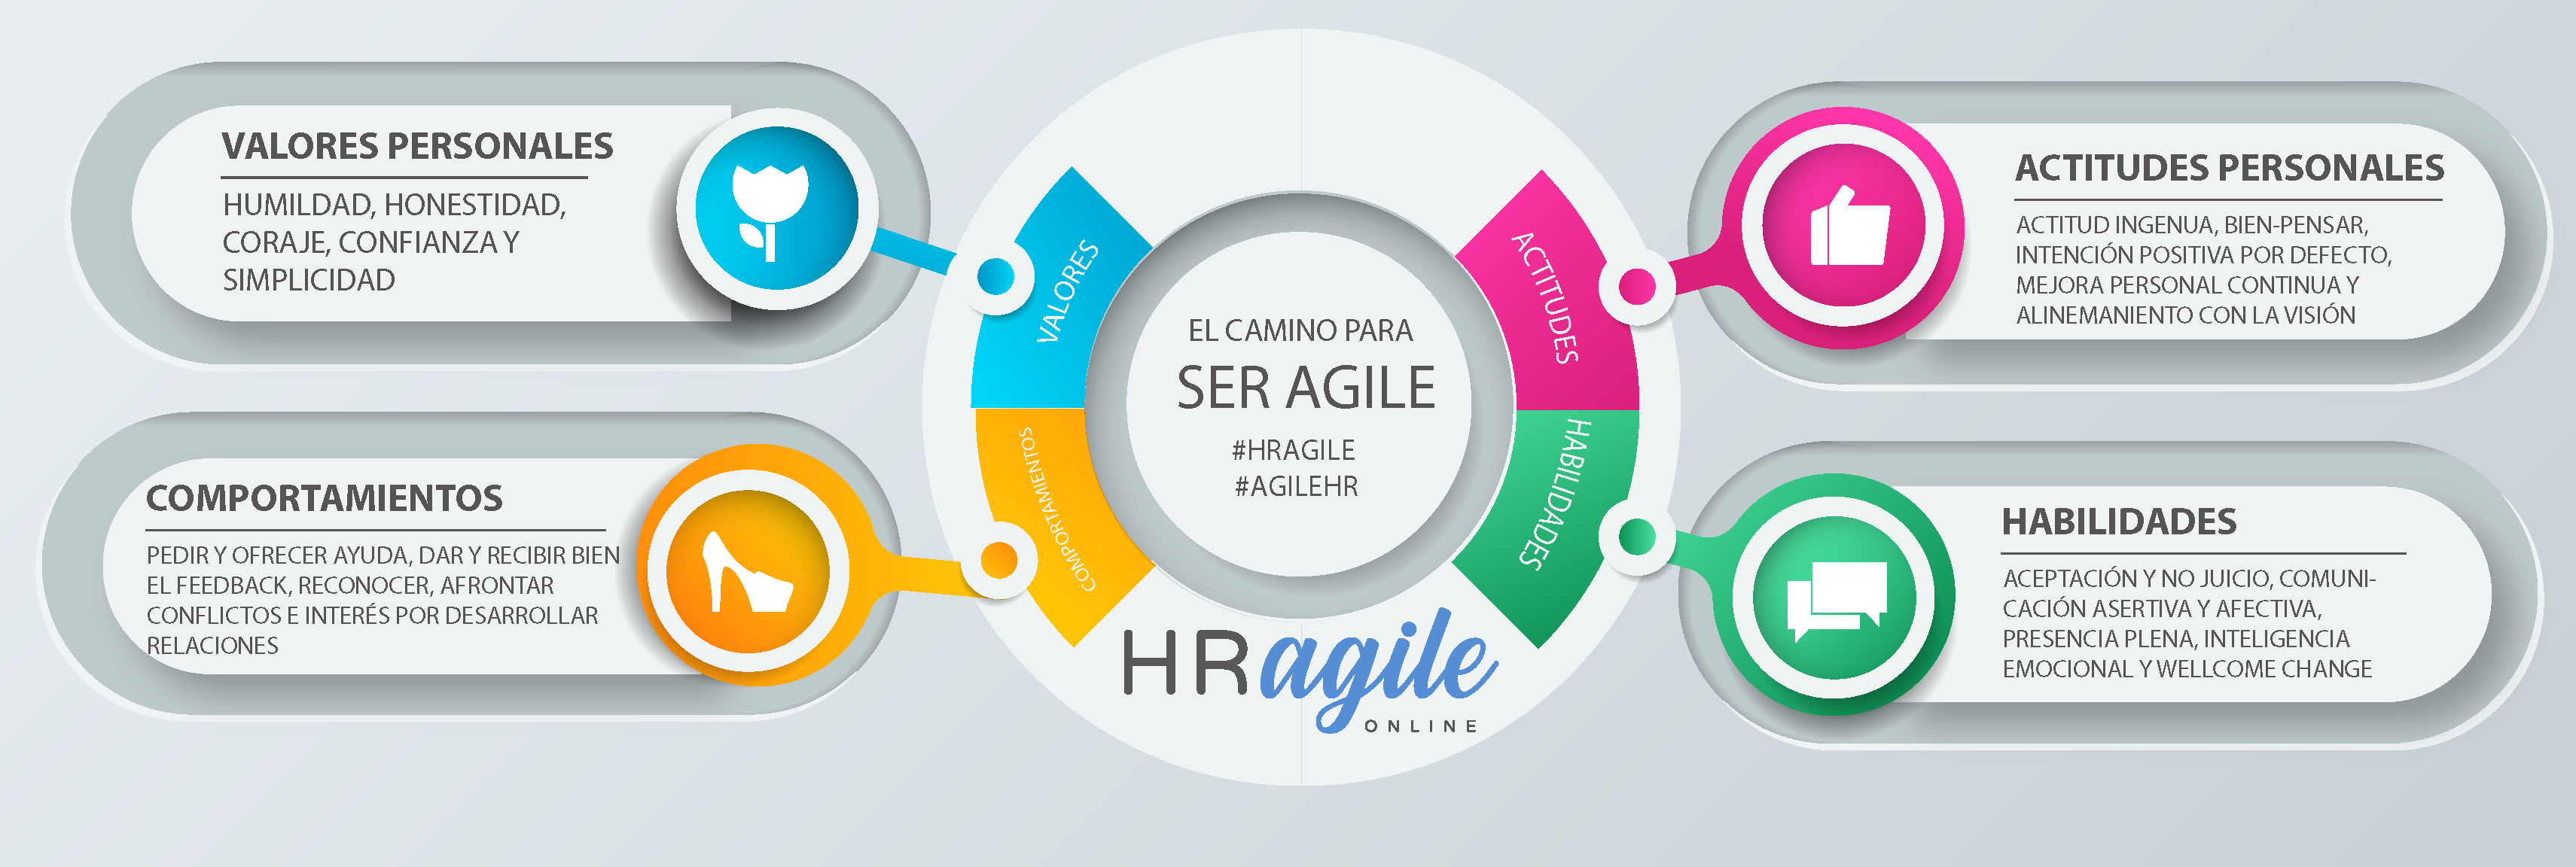 VALORES PERSONALES
HUMILDAD, HONESTIDAD,
CORAJE, CONFIANZA Y
SIMPLICIDAD
COMPORTAMIENTOS
PEDIR Y OFRECER AYUDA, DAR Y RECIBIR BIEN
EL FEEDBACK, RECONOCER, AFRONTAR
CONFLICTOS E INTERÉS POR DESARROLLAR
RELACIONES
VALORES
COMPORTAMIENTOS
EL CAMINO PARA
SER AGILE
#HRAGILE
#AGILEHR
HRagile
ONLINE
ACTITUDES
HABILIDADES
ACTITUDES PERSONALES
ACTITUD INGENUA, BIEN-PENSAR,
INTENCIÓN POSITIVA POR DEFECTO,
MEJORA PERSONAL CONTINUA Y
ALINEMANIENTO CON LA VISIÓN
HABILIDADES
ACEPTACIÓN Y NO JUICIO, COMUNI-
CACIÓN ASERTIVA Y AFECTIVA,
PRESENCIA PLENA, INTELIGENCIA
EMOCIONAL Y WELLCOME CHANGE